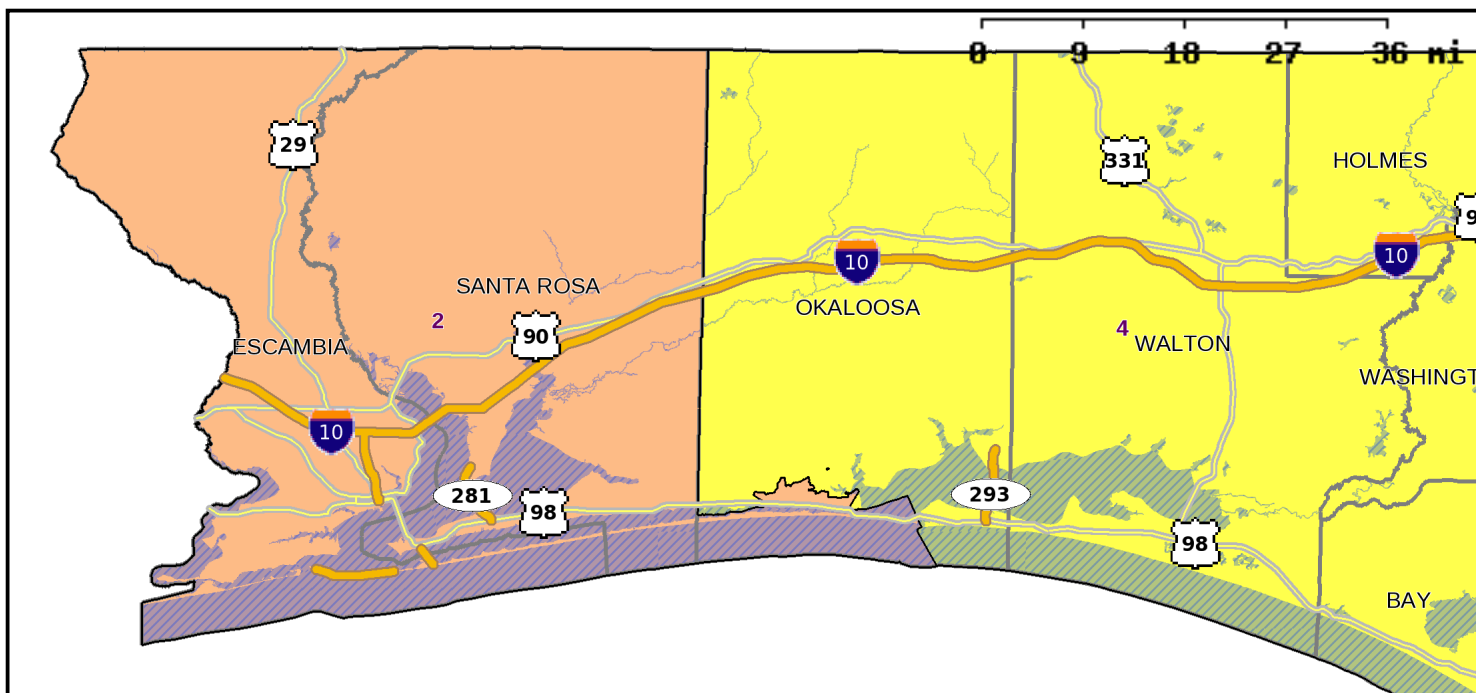 0 9 18 27 36 mi
29
331
HOLMES
9
10
10
SANTA ROSA
OKALOOSA
2
90
4
WALTON
ESCAMBIA
WASHINGT
10
281
293
98
98
BAY